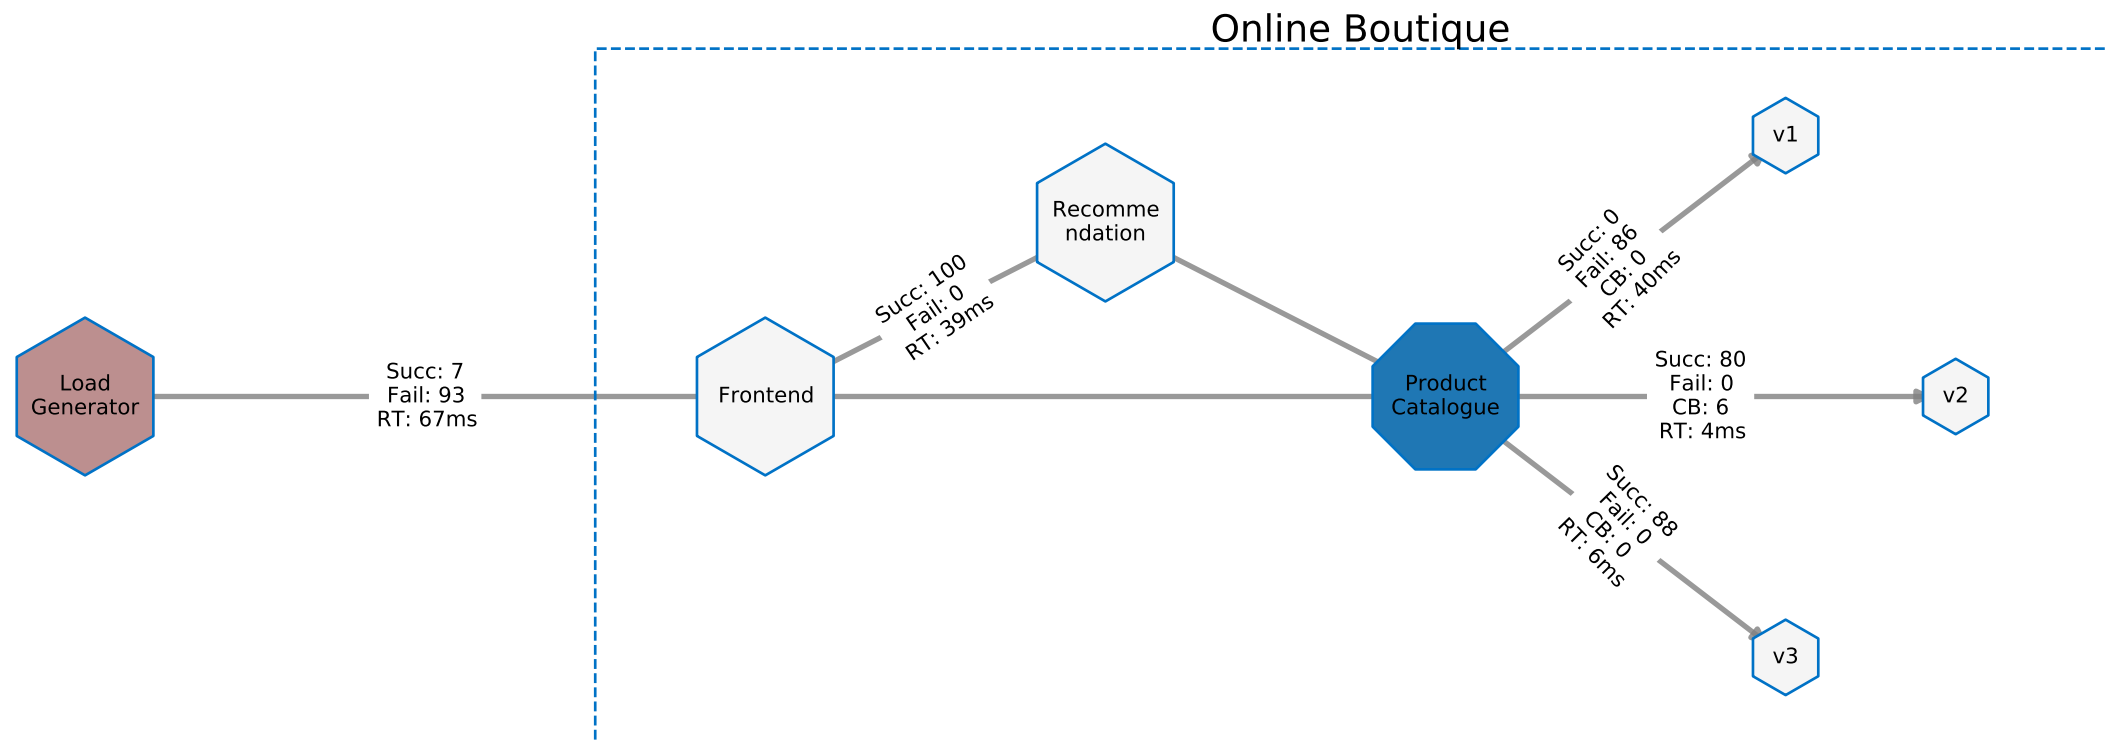 Online Boutique
Load
Generator
Succ: 7
Fail: 93
RT: 67ms
Frontend
Succ: 100
Fail: 0
RT: 39ms
Recomme
ndation
Product
Catalogue
Succ: 0
Fail: 86
CB: 0
RT: 40ms
v1
Succ: 80
Fail: 0
CB: 6
RT: 4ms
v2
Succ: 88
Fail: 0
CB: 0
RT: 6ms
v3